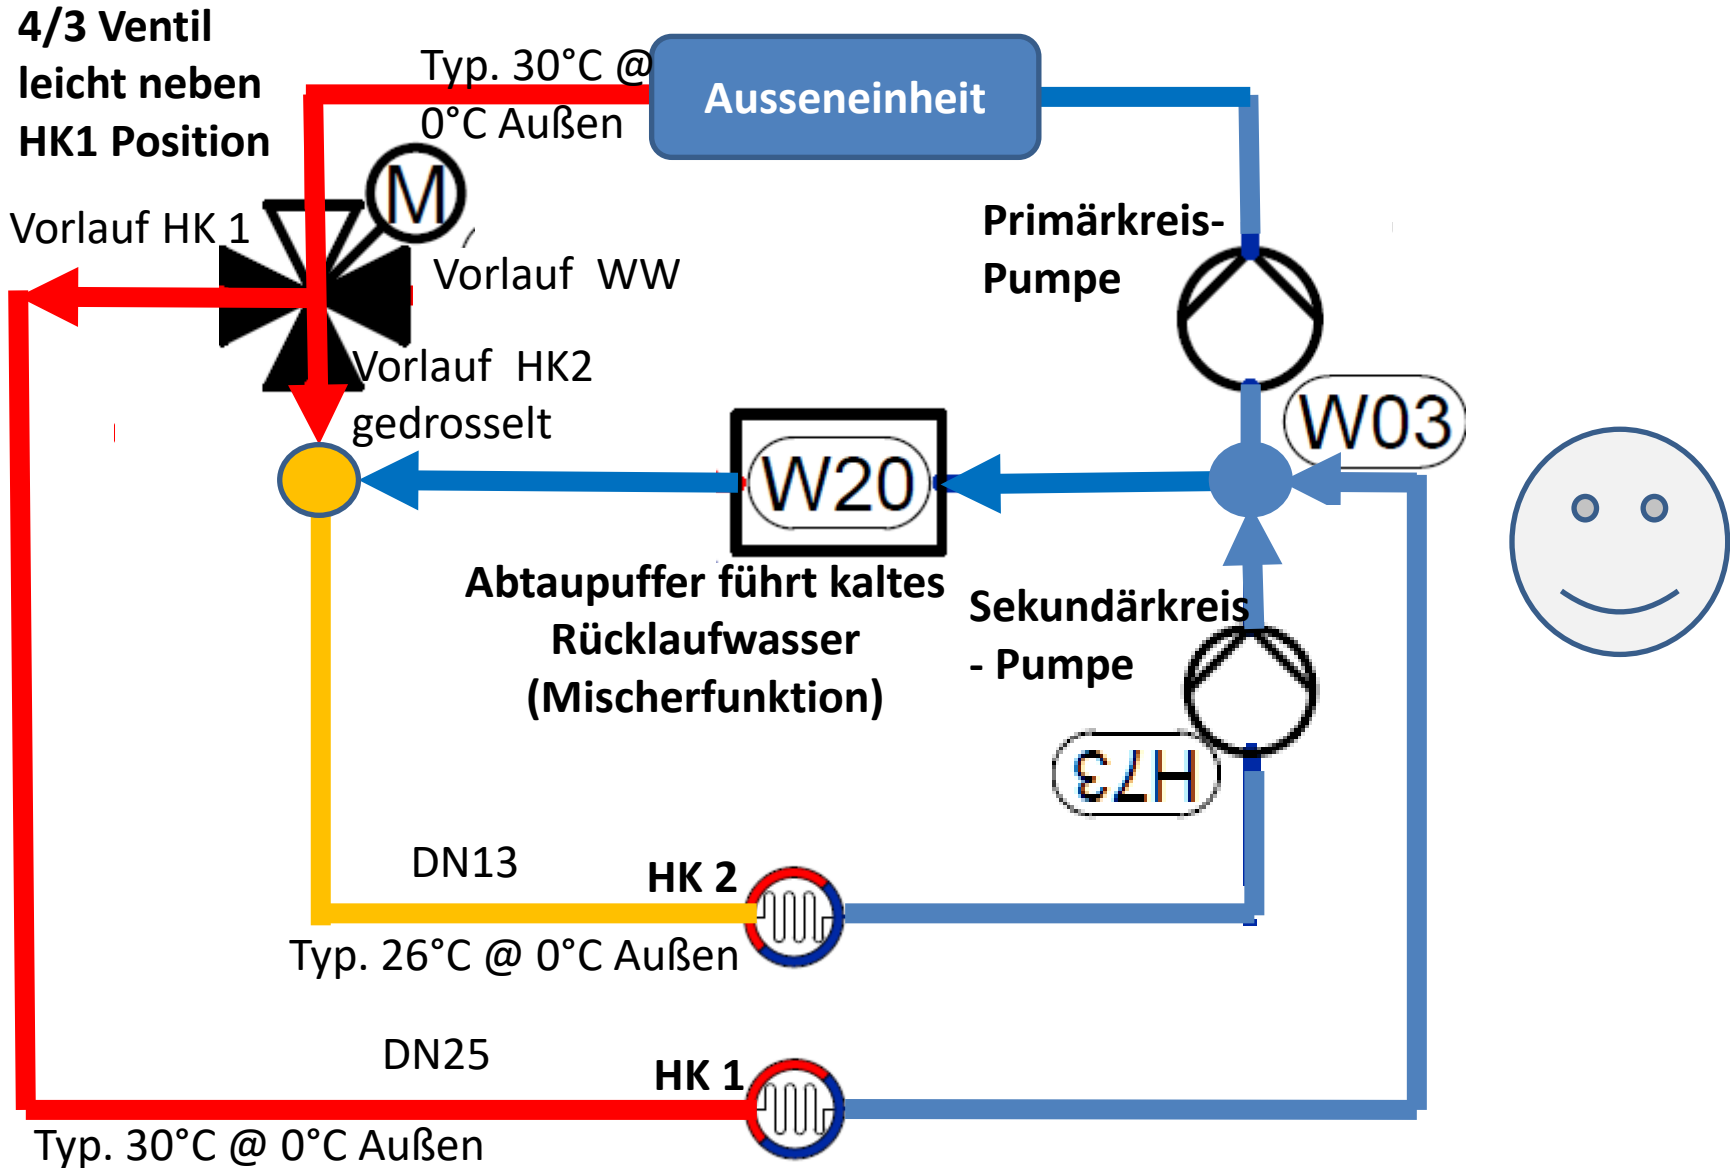 4/3 Ventil
leicht neben
HK1 Position
Typ. 30°C @
0°C Außen
Ausseneinheit
M
Vorlauf HK 1
Vorlauf WW
Primärkreis-
Pumpe
Vorlauf HK2
gedrosselt
W03
W20
Abtaupuffer führt kaltes
Rücklaufwasser
(Mischerfunktion)
Sekundärkreis
- Pumpe
H73
DN13
HK 2
Typ. 26°C @ 0°C Außen
DN25
HK 1
Typ. 30°C @ 0°C Außen